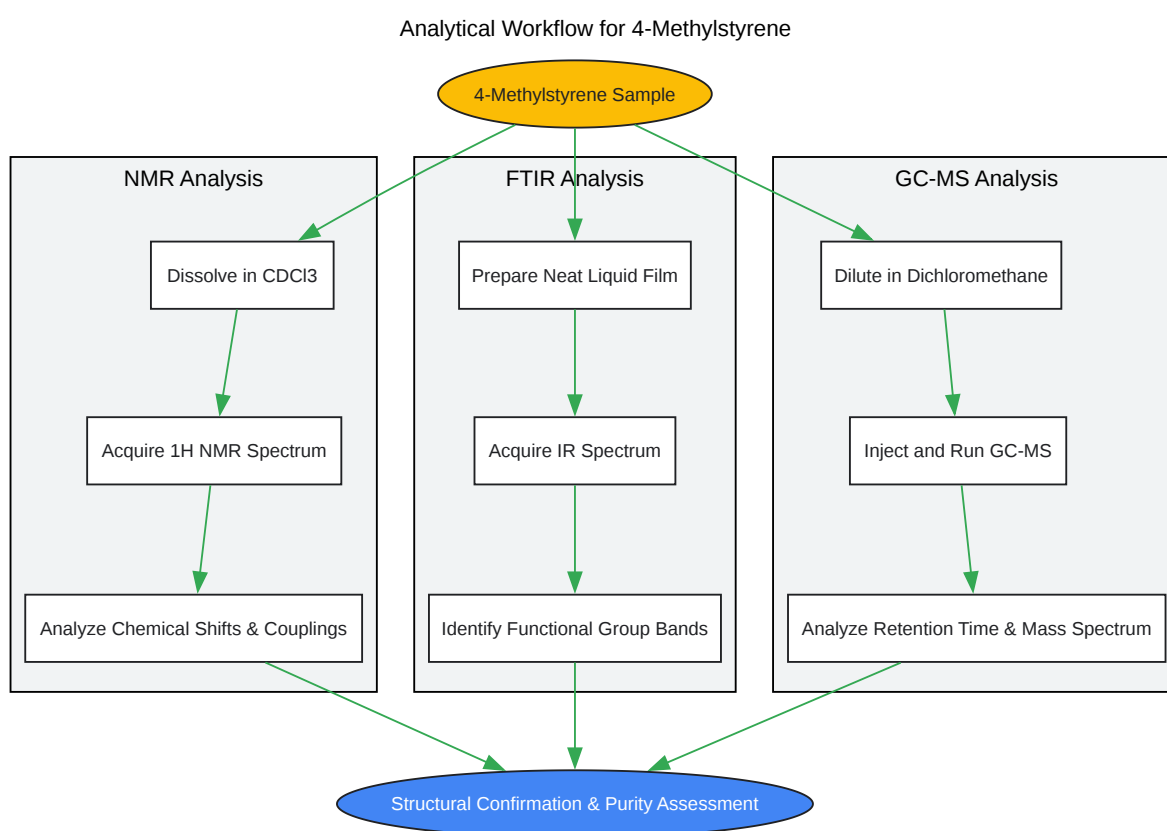 Analytical Workflow for 4-Methylstyrene
4-Methylstyrene Sample
NMR Analysis
FTIR Analysis
GC-MS Analysis
Dissolve in CDCl3
Prepare Neat Liquid Film
Dilute in Dichloromethane
Acquire 1H NMR Spectrum
Acquire IR Spectrum
Inject and Run GC-MS
Analyze Chemical Shifts & Couplings
Identify Functional Group Bands
Analyze Retention Time & Mass Spectrum
Structural Confirmation & Purity Assessment